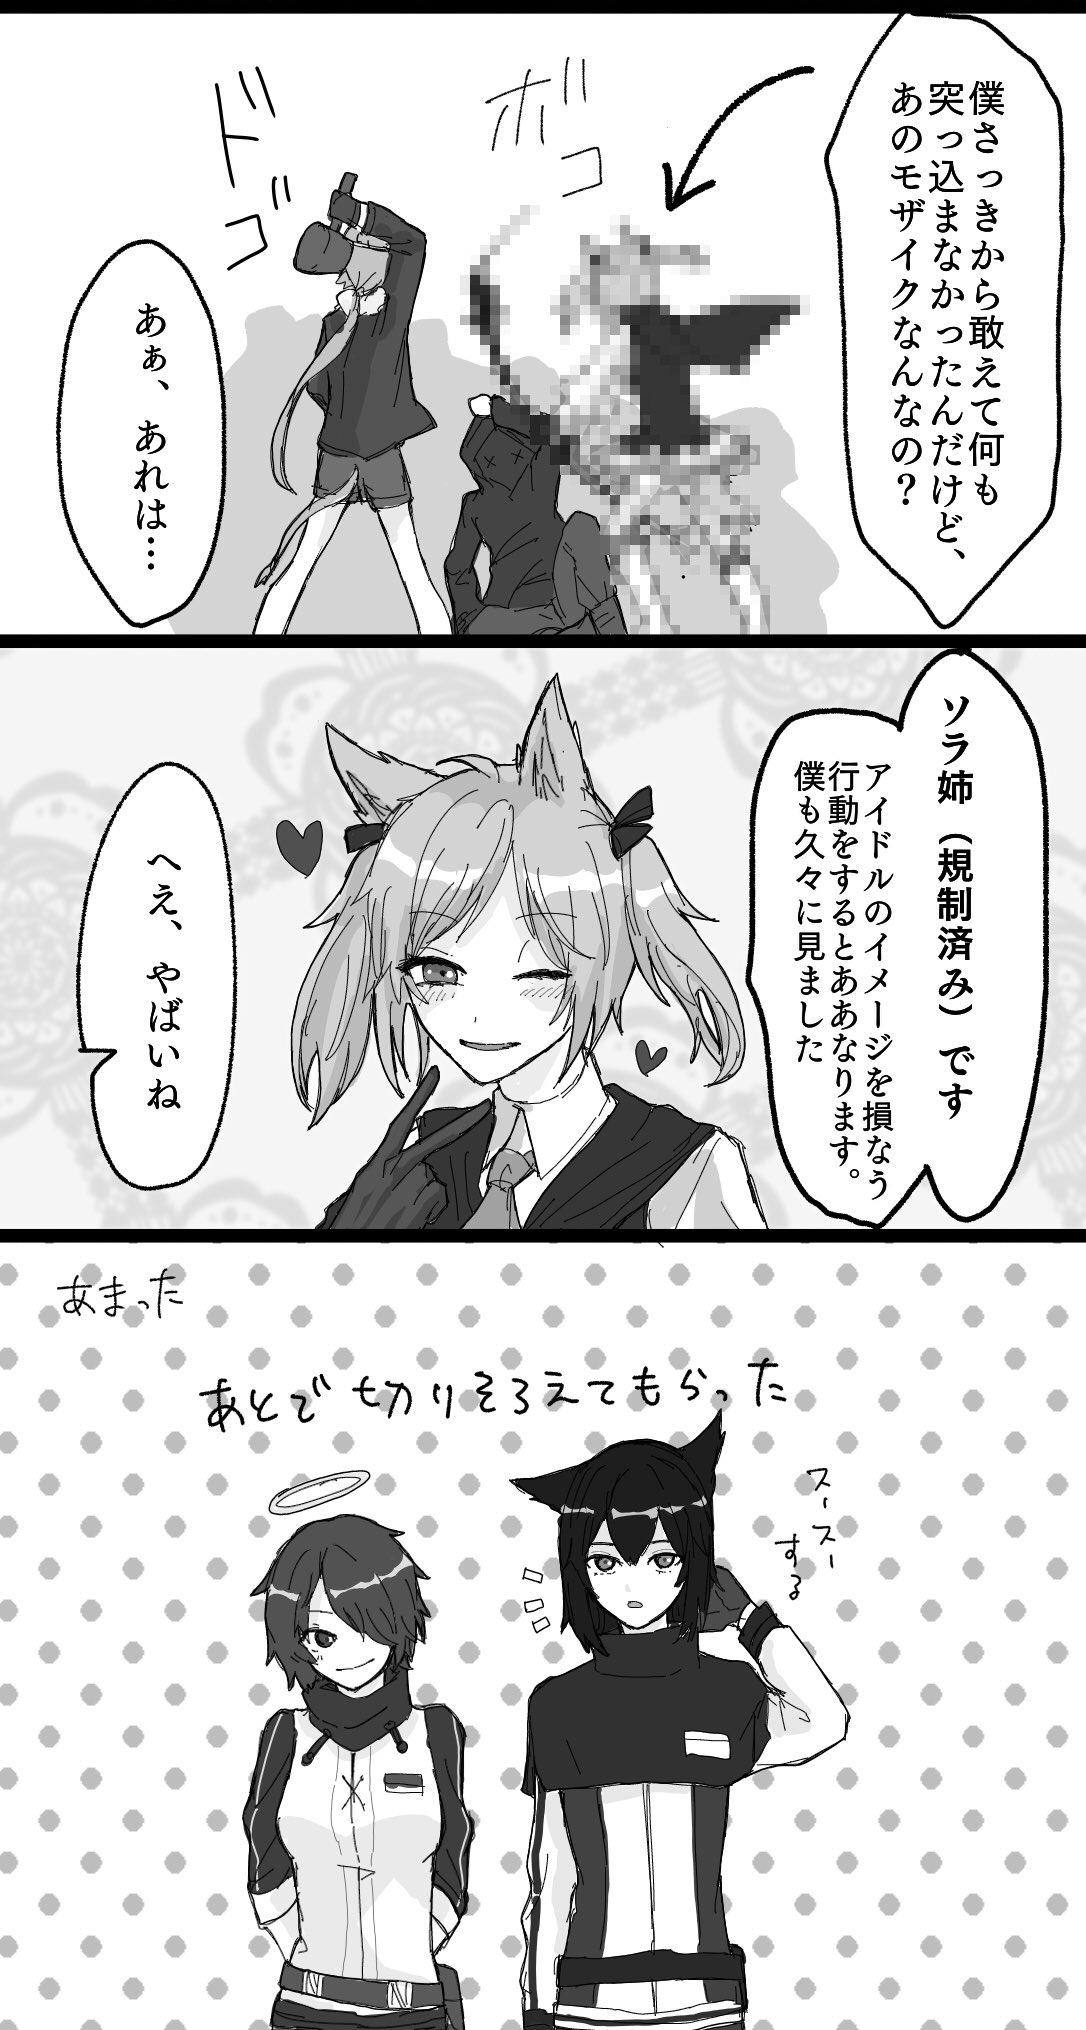 僕さっきから敢えて何も
突っ込まなかったんだけど、
あのモザイクなんなの？
ボコ
ドゴ
あぁ、あれは…
ソラ姉（規制済み）です
アイドルのイメージを損なう
行動をするとああなります。
僕も久々に見ました
へえ、やばいね
あまった
あとで切りそろえてもらった
スースー
する